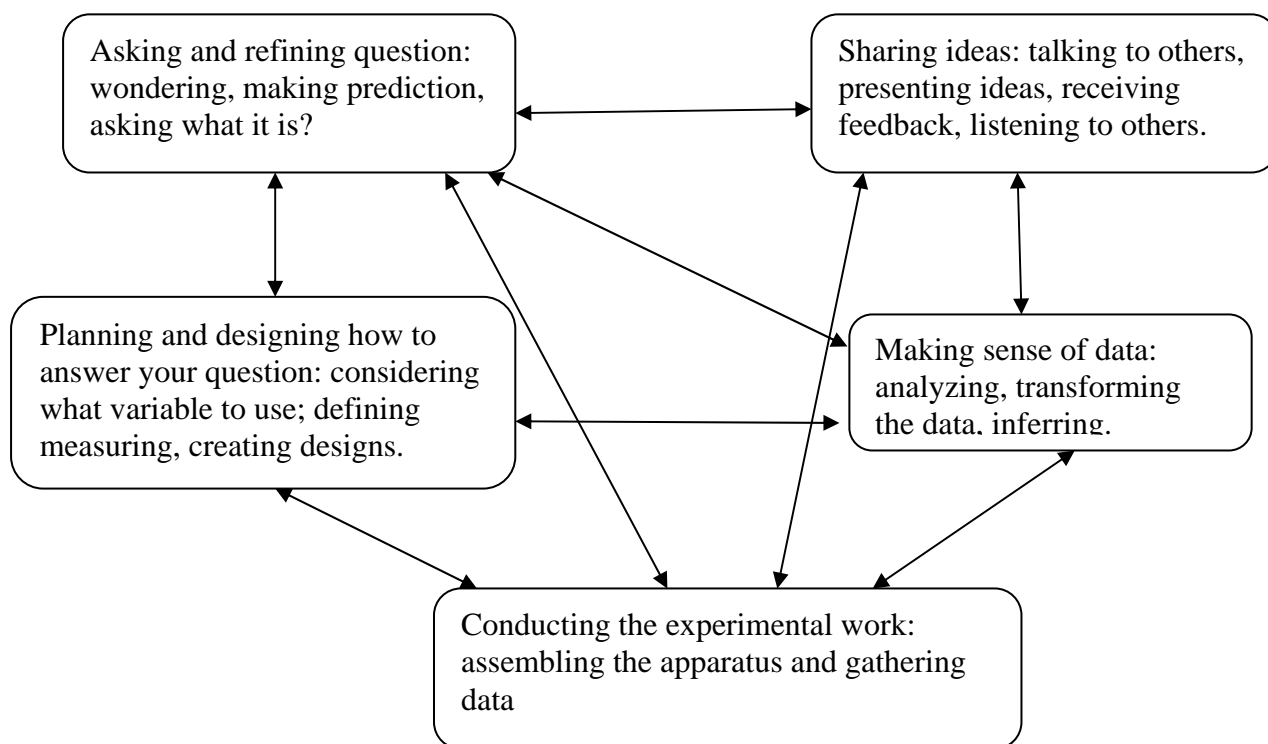 Asking and refining question:
wondering, making prediction,
asking what it is?
Sharing ideas: talking to others,
presenting ideas, receiving
feedback, listening to others.
Planning and designing how to
answer your question: considering
what variable to use; defining
measuring, creating designs.
Making sense of data:
analyzing, transforming
the data, inferring.
Conducting the experimental work:
assembling the apparatus and gathering
data